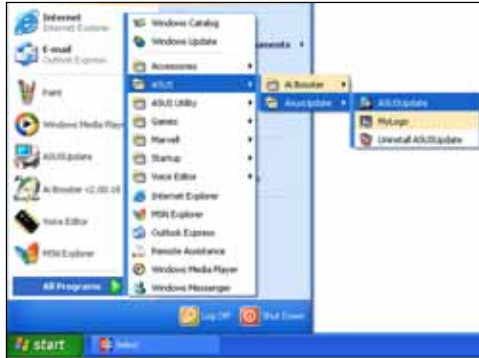 Internet
Internet Explorer
E-mail
Outlook Express
Paint
Windows Media Player
ASUSUpdate
Ai Booster v2.00.16
Voice Editor
MSN Explorer
All Programs
Windows Catalog
Windows Update
Accessories
ASUS
ASUS Utility
Games
Marvell
Startup
Voice Editor
Internet Explorer
MSN Explorer
Outlook Express
Remote Assistance
Windows Media Player
Windows Messenger
Ai Booster
AsusUpdate
ASUSUpdate
MyLogo
Uninstall ASUSUpdate
Log Off
Shut Down
start